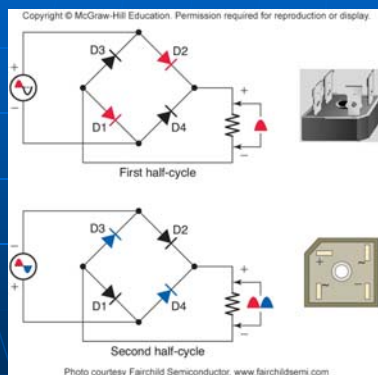 Copyright © McGraw-Hill Education. Permission required for reproduction or display.
D3
D2
+
+
−
D1
D4
−
First half-cycle
D3
D2
−
+
+
D1
D4
−
Second half-cycle
+
~
~
−
Photo courtesy Fairchild Semiconductor, www.fairchildsemi.com